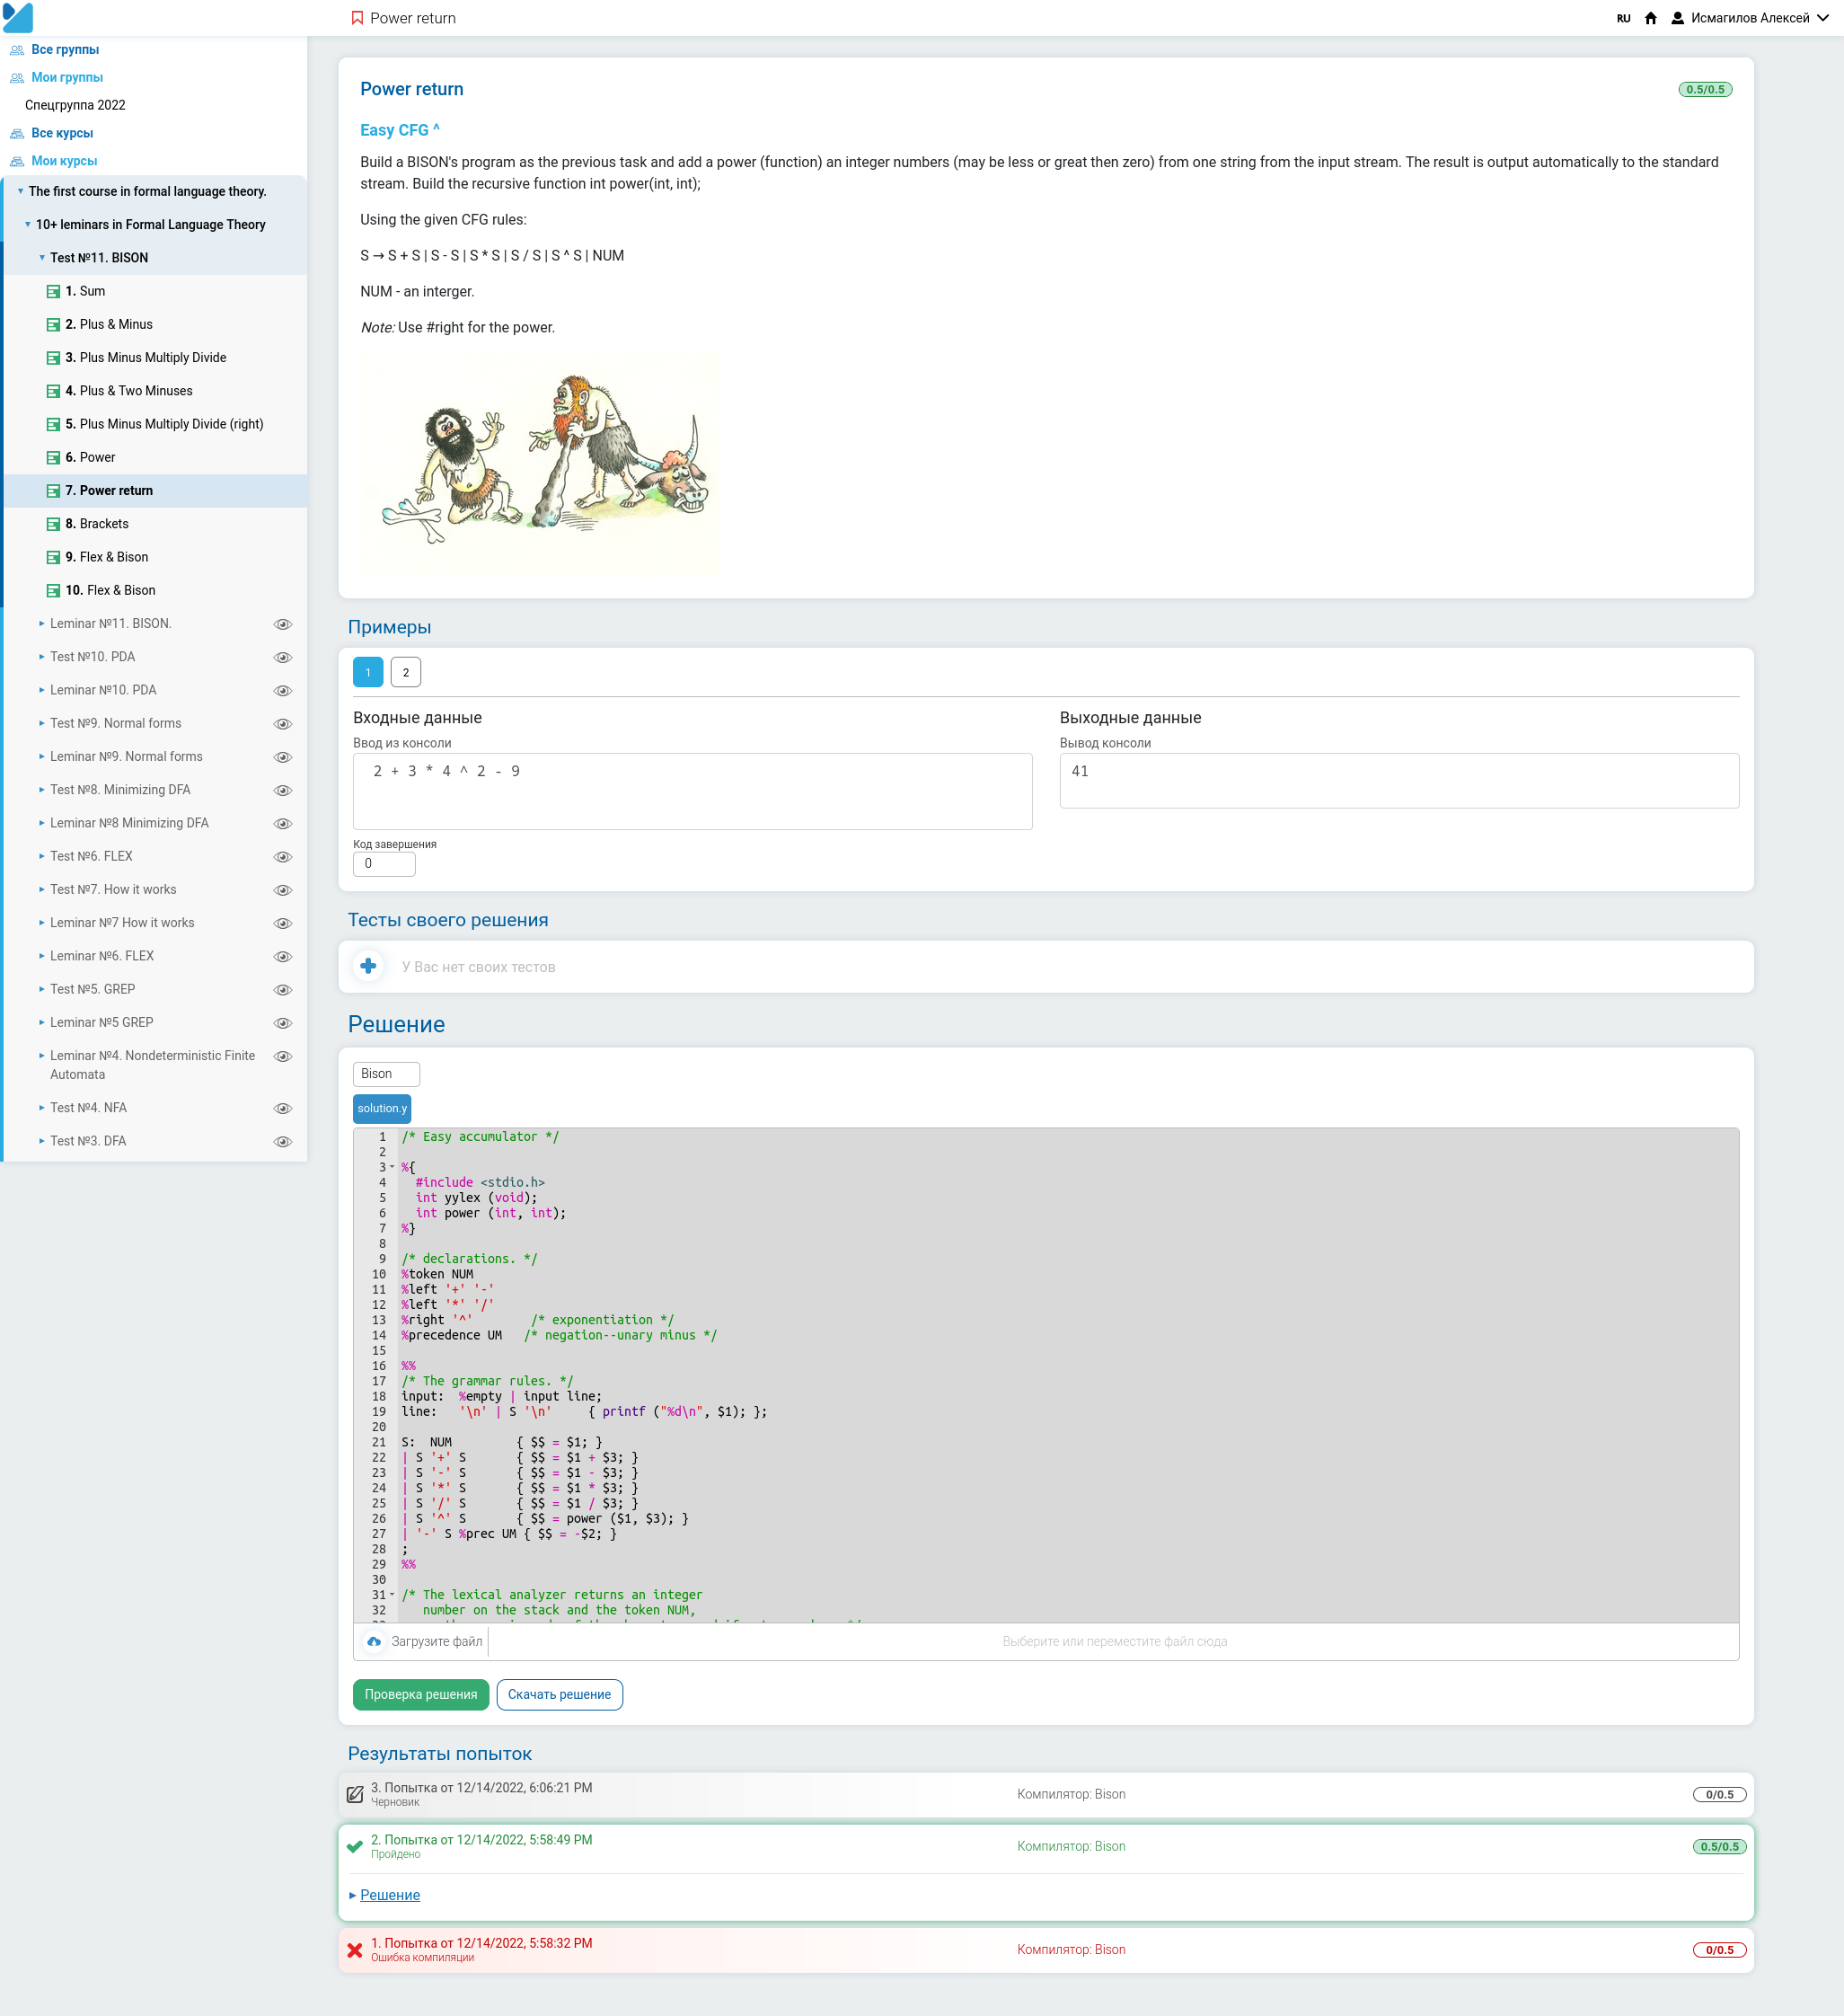 Power return
RU
Исмагилов Алексей
Все группы
Мои группы
Спецгруппа 2022
Все курсы
Мои курсы
The first course in formal language theory.
10+ leminars in Formal Language Theory
Test №11. BISON
1. Sum
2. Plus & Minus
3. Plus Minus Multiply Divide
4. Plus & Two Minuses
5. Plus Minus Multiply Divide (right)
6. Power
7. Power return
8. Brackets
9. Flex & Bison
10. Flex & Bison
Leminar №11. BISON.
Test №10. PDA
Leminar №10. PDA
Test №9. Normal forms
Leminar №9. Normal forms
Test №8. Minimizing DFA
Leminar №8 Minimizing DFA
Test №6. FLEX
Test №7. How it works
Leminar №7 How it works
Leminar №6. FLEX
Test №5. GREP
Leminar №5 GREP
Leminar №4. Nondeterministic Finite
Automata
Test №4. NFA
Test №3. DFA
Power return
0.5/0.5
Easy CFG ^
Build a BISON's program as the previous task and add a power (function) an integer numbers (may be less or great then zero) from one string from the input stream. The result is output automatically to the standard
stream. Build the recursive function int power(int, int);
Using the given CFG rules:
S → S + S | S - S | S * S | S / S | S ^ S | NUM
NUM - an interger.
Note: Use #right for the power.
Примеры
1
2
Входные данные
Ввод из консоли
2 + 3 * 4 ^ 2 - 9
Код завершения
0
Выходные данные
Вывод консоли
41
Тесты своего решения
У Вас нет своих тестов
Решение
Bison
solution.y
1 /* Easy accumulator */
2
3 %{
4   #include <stdio.h>
5   int yylex (void);
6   int power (int, int);
7 %}
8
9 /* declarations. */
10 %token NUM
11 %left '+' '-'
12 %left '*' '/'
13 %right '^'        /* exponentiation */
14 %precedence UM   /* negation--unary minus */
15
16 %%
17 /* The grammar rules. */
18 input:  %empty | input line;
19 line:   '\n' | S '\n'     { printf ("%d\n", $1); };
20
21 S:  NUM         { $$ = $1; }
22 | S '+' S       { $$ = $1 + $3; }
23 | S '-' S       { $$ = $1 - $3; }
24 | S '*' S       { $$ = $1 * $3; }
25 | S '/' S       { $$ = $1 / $3; }
26 | S '^' S       { $$ = power ($1, $3); }
27 | '-' S %prec UM { $$ = -$2; }
28 ;
29 %%
30
31 /* The lexical analyzer returns an integer
32    number on the stack and the token NUM,
Загрузите файл
Выберите или переместите файл сюда
Проверка решения
Скачать решение
Результаты попыток
3. Попытка от 12/14/2022, 6:06:21 PM
Черновик
Компилятор: Bison
0/0.5
2. Попытка от 12/14/2022, 5:58:49 PM
Пройдено
Компилятор: Bison
0.5/0.5
Решение
1. Попытка от 12/14/2022, 5:58:32 PM
Ошибка компиляции
Компилятор: Bison
0/0.5